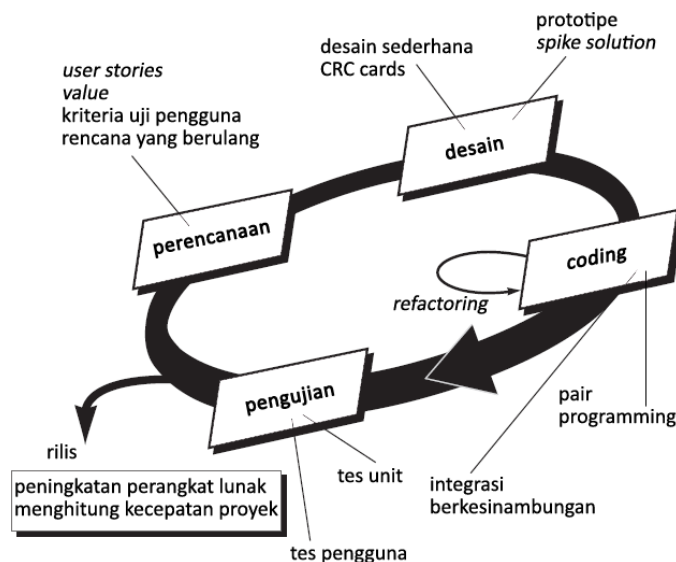 prototipe
spike solution
desain sederhana
CRC cards
user stories
value
kriteria uji pengguna
rencana yang berulang
desain
perencanaan
coding
refactoring
pengujian
pair
programming
rilis
tes unit
integrasi
berkesinambungan
peningkatan perangkat lunak
menghitung kecepatan proyek
tes pengguna